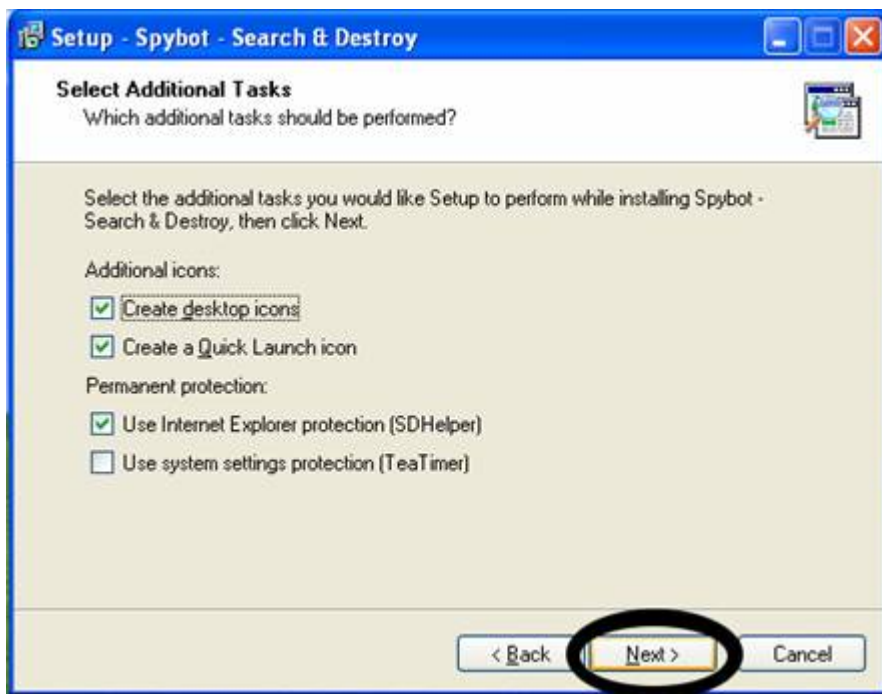 Setup - Spybot - Search & Destroy
Select Additional Tasks
Which additional tasks should be performed?
Select the additional tasks you would like Setup to perform while installing Spybot -
Search & Destroy, then click Next.
Additional icons:
Create desktop icons
Create a Quick Launch icon
Permanent protection:
Use Internet Explorer protection (SDHelper)
Use system settings protection (TeaTimer)
< Back Next > Cancel